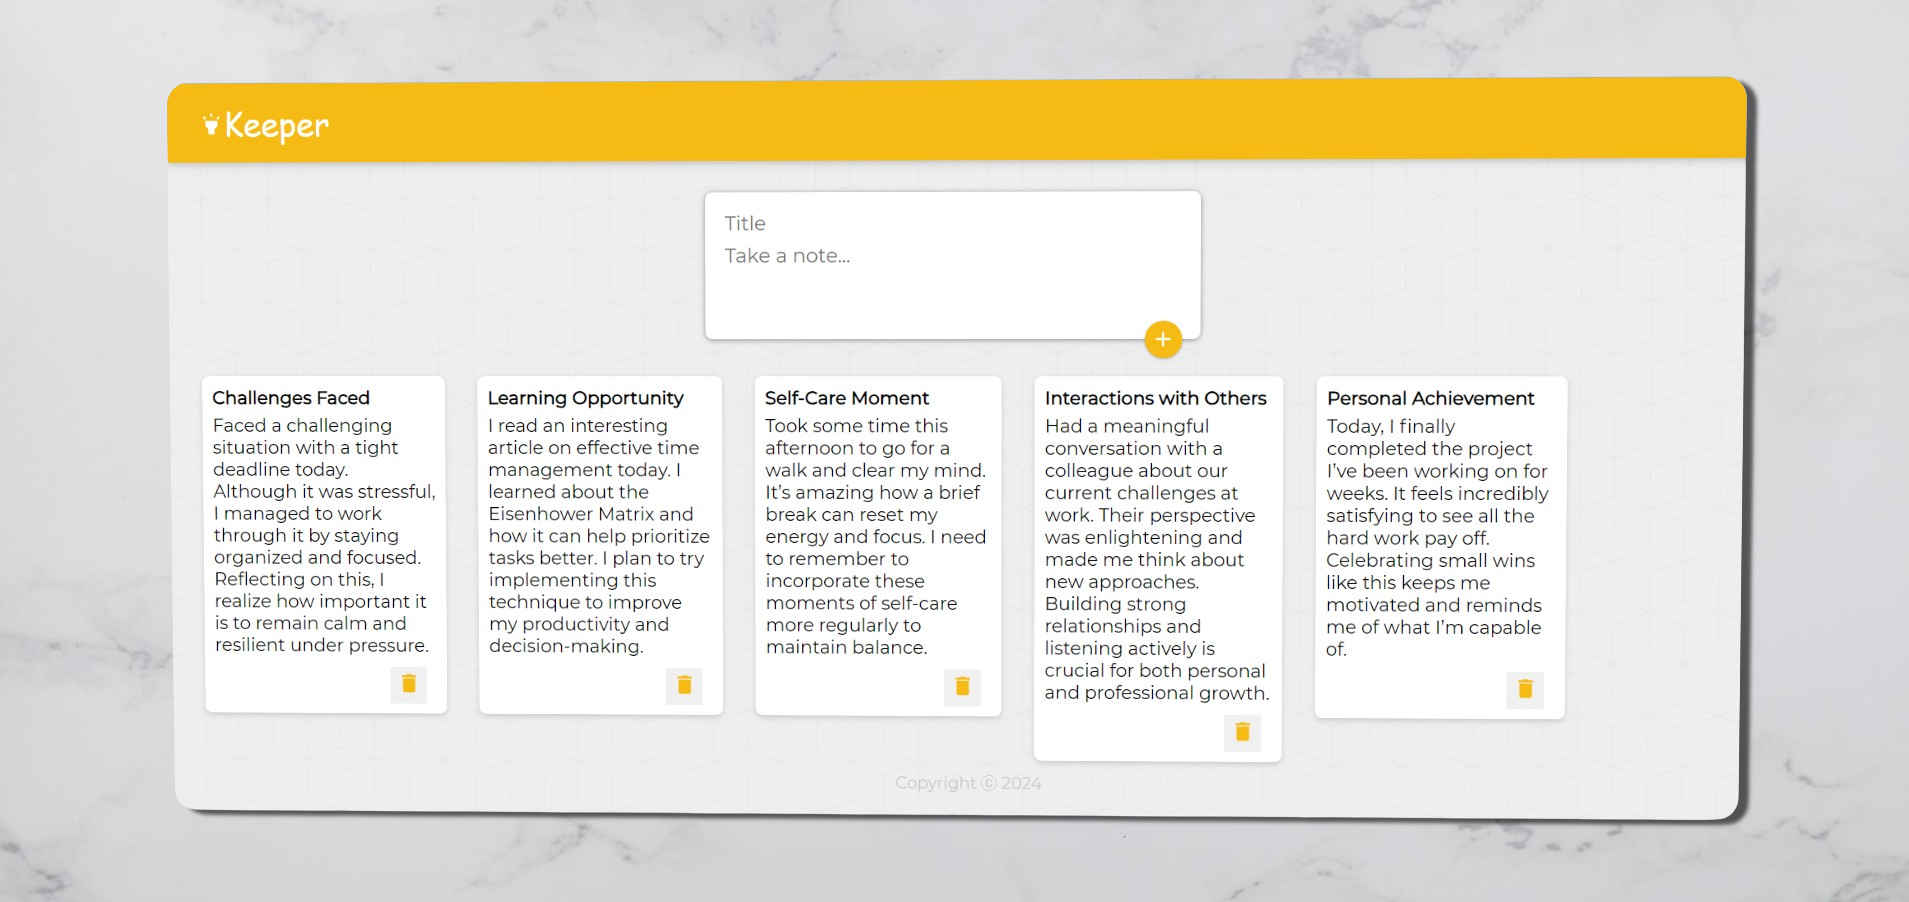 Keeper
Title
Take a note...
Challenges Faced
Faced a challenging
situation with a tight
deadline today.
Although it was stressful,
I managed to work
through it by staying
organized and focused.
Reflecting on this, I
realize how important it
is to remain calm and
resilient under pressure.
Learning Opportunity
I read an interesting
article on effective time
management today. I
learned about the
Eisenhower Matrix and
how it can help prioritize
tasks better. I plan to try
implementing this
technique to improve
my productivity and
decision-making.
Self-Care Moment
Took some time this
afternoon to go for a
walk and clear my mind.
It’s amazing how a brief
break can reset my
energy and focus. I need
to remember to
incorporate these
moments of self-care
more regularly to
maintain balance.
Interactions with Others
Had a meaningful
conversation with a
colleague about our
current challenges at
work. Their perspective
was enlightening and
made me think about
new approaches.
Building strong
relationships and
listening actively is
crucial for both personal
and professional growth.
Personal Achievement
Today, I finally
completed the project
I’ve been working on for
weeks. It feels incredibly
satisfying to see all the
hard work pay off.
Celebrating small wins
like this keeps me
motivated and reminds
me of what I’m capable
of.
Copyright ⓒ 2024